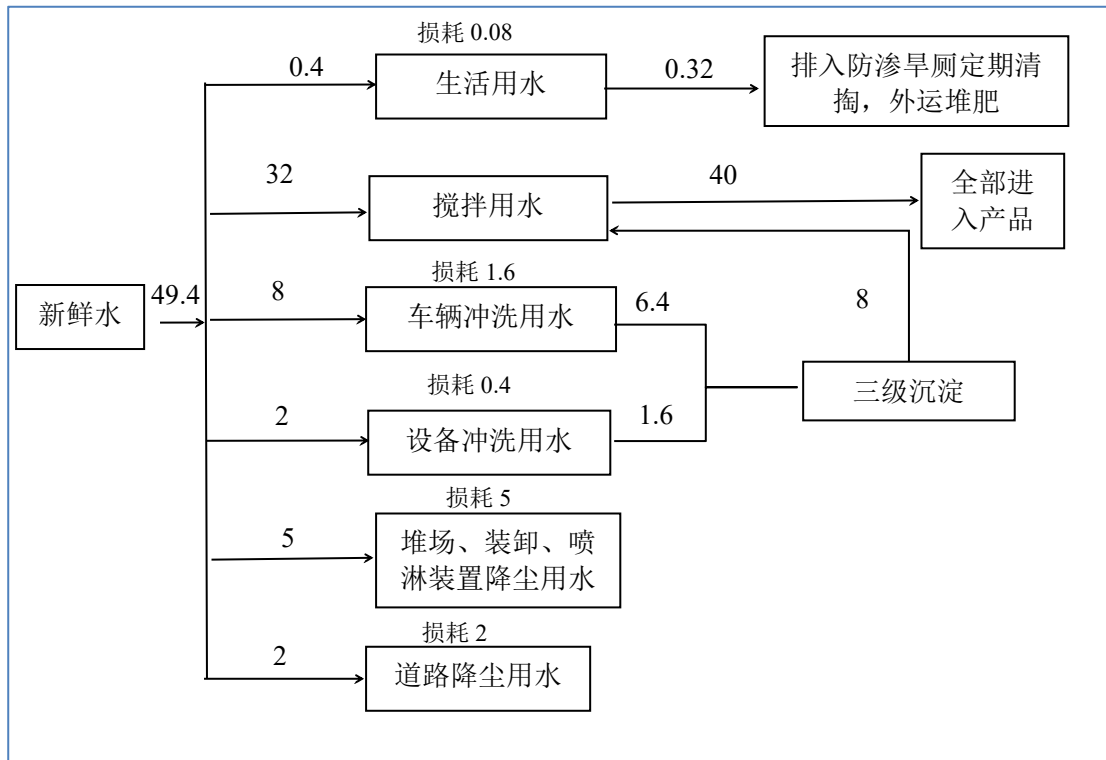 损耗 0.08
0.4
生活用水
0.32
排入防渗旱厕定期清
掏，外运堆肥
32
搅拌用水
40
全部进
入产品
损耗 1.6
新鲜水
49.4
8
车辆冲洗用水
6.4
8
三级沉淀
损耗 0.4
2
设备冲洗用水
1.6
损耗 5
5
堆场、装卸、喷
淋装置降尘用水
损耗 2
2
道路降尘用水